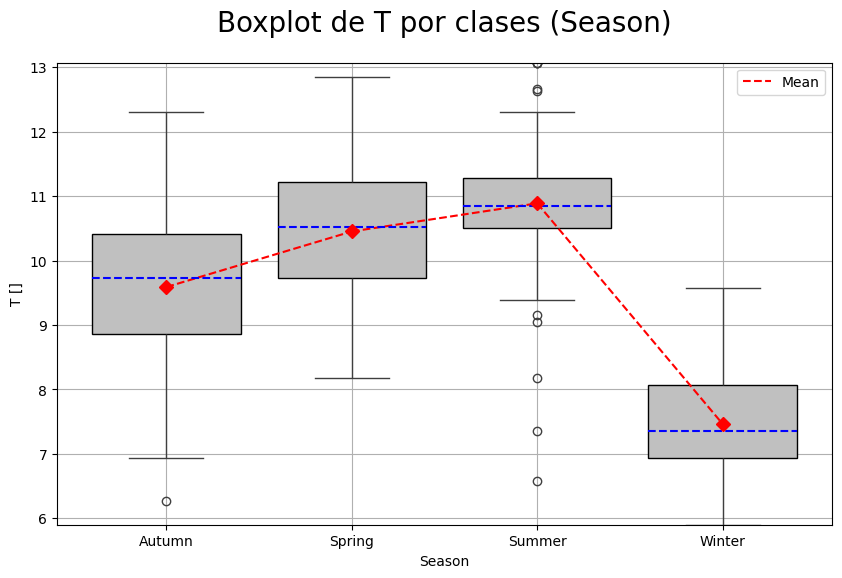 Boxplot de T por clases (Season)
Mean
13
12
11
10
9
8
7
6
T []
Autumn Spring Summer Winter
Season